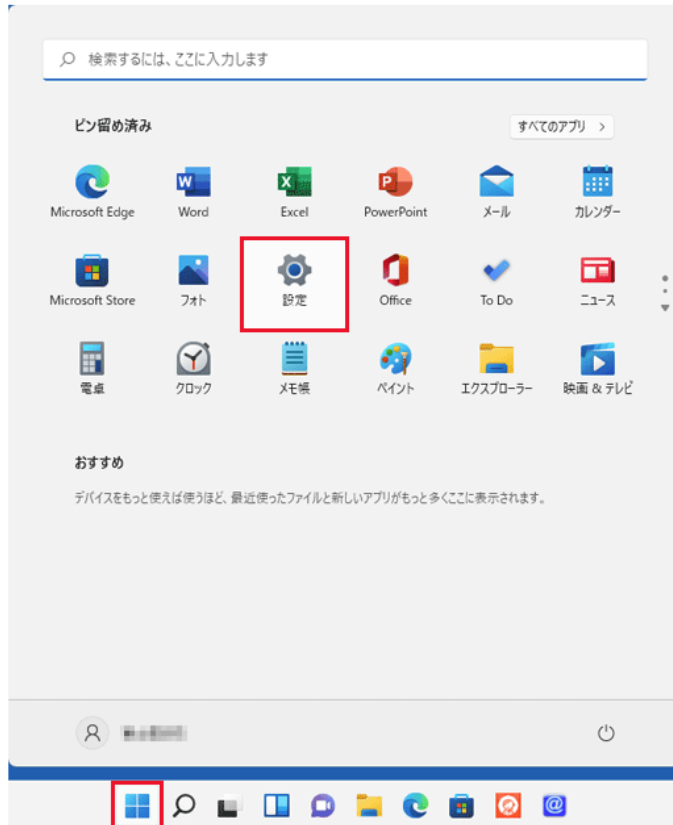 検索するには、ここに入力します
ピン留め済み
すべてのアプリ >
Microsoft Edge Word Excel PowerPoint メール カレンダー
Microsoft Store フォト 設定 Office To Do ニュース
電卓 クロック メモ帳 ペイント エクスプローラー 映画 & テレビ
おすすめ
デバイスをもっと使えば使うほど、最近使ったファイルと新しいアプリがもっと多くここに表示されます。